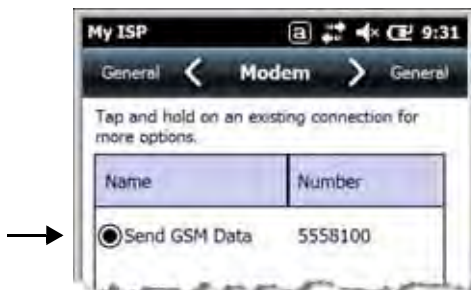 My ISP a 9:31
General Modem General
Tap and hold on an existing connection for
more options.
Name Number
Send GSM Data 5558100